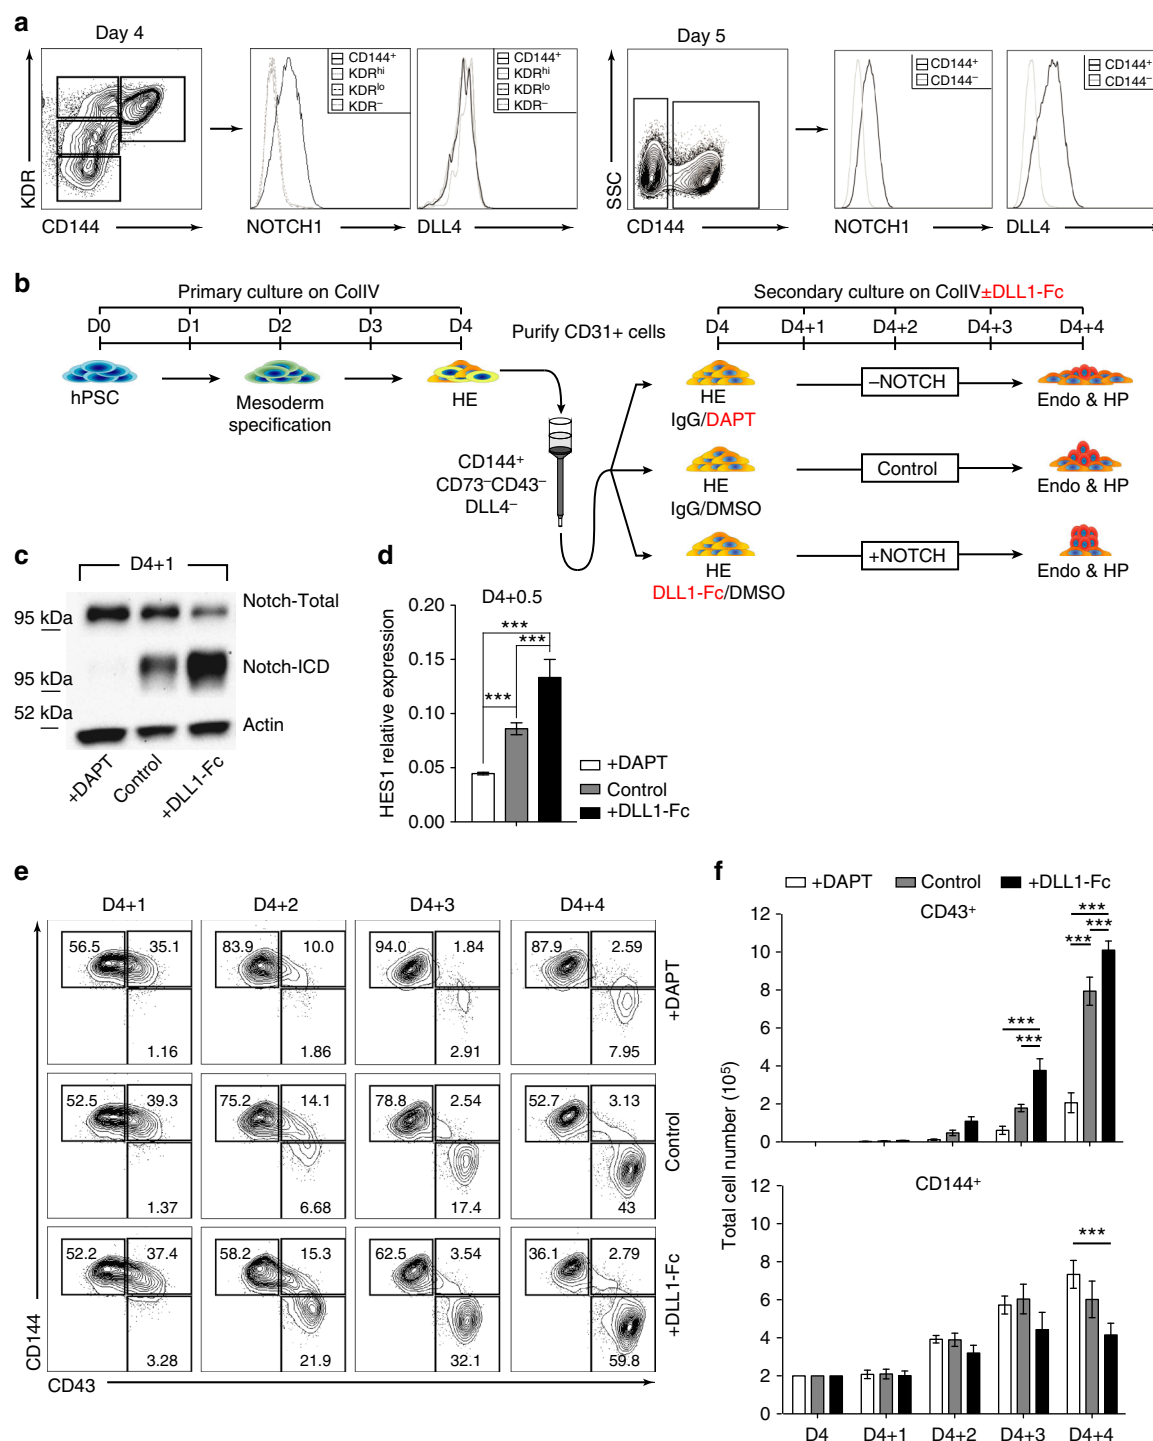 a
Day 4
KDR
CD144
CD144+
KDRhi
KDRlo
KDR−
NOTCH1
CD144+
KDRhi
KDRlo
KDR−
DLL4
Day 5
SSC
CD144
CD144+
CD144−
NOTCH1
CD144+
CD144−
DLL4
b
Primary culture on ColIV
D0 D1 D2 D3 D4
hPSC
Mesoderm
specification
HE
Purify CD31+ cells
CD144+
CD73−CD43−
DLL4−
Secondary culture on ColIV±DLL1-Fc
D4 D4+1 D4+2 D4+3 D4+4
HE
IgG/DAPT
−NOTCH
Endo & HP
HE
IgG/DMSO
Control
Endo & HP
HE
DLL1-Fc/DMSO
+NOTCH
Endo & HP
c
D4+1
95 kDa
Notch-Total
95 kDa
Notch-ICD
52 kDa
Actin
+DAPT
Control
+DLL1-Fc
d
D4+0.5
HES1 relative expression
0.20
0.15
0.10
0.05
0.00
***
***
***
+DAPT
Control
+DLL1-Fc
e
D4+1 D4+2 D4+3 D4+4
56.5 35.1
1.16
83.9 10.0
1.86
94.0 1.84
2.91
87.9 2.59
7.95
+DAPT
52.5 39.3
1.37
75.2 14.1
6.68
78.8 2.54
17.4
52.7 3.13
43
Control
52.2 37.4
3.28
58.2 15.3
21.9
62.5 3.54
32.1
36.1 2.79
59.8
+DLL1-Fc
CD144
CD43
f
+DAPT Control +DLL1-Fc
CD43+
12
10
8
6
4
2
0
***
***
***
***
***
Total cell number (10⁵)
CD144+
12
10
8
6
4
2
0
***
D4 D4+1 D4+2 D4+3 D4+4